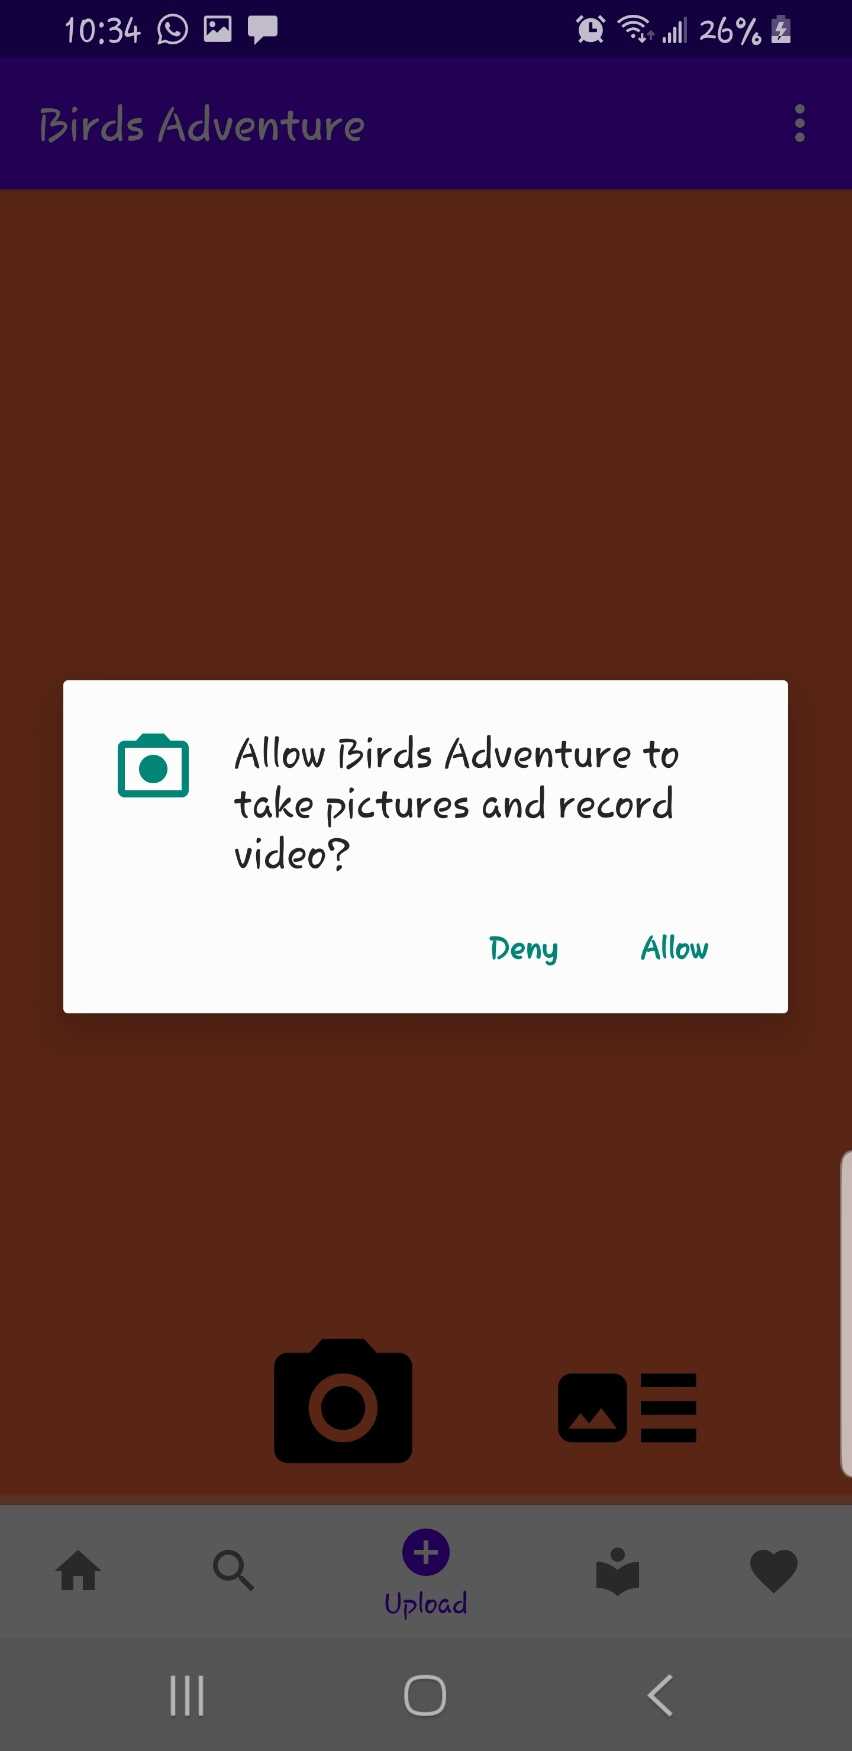 10:34 26%
Birds Adventure
Allow Birds Adventure to
take pictures and record
video?
Deny Allow
Upload